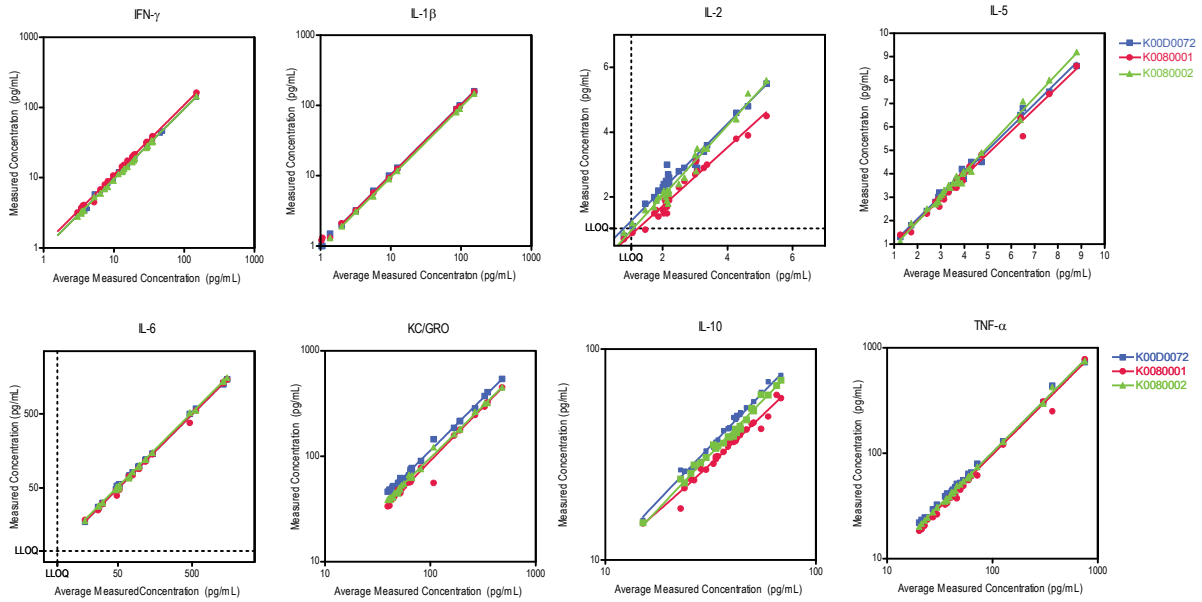 IFN-γ
1000
100
10
1
1
10
100
1000
Measured Concentration (pg/mL)
Average Measured Concentraton (pg/mL)
IL-1β
1000
100
10
1
1
10
100
1000
Measured Concentration (pg/mL)
Average Measured Concentraton (pg/mL)
IL-2
6
4
2
LLOQ
LLOQ
2
4
6
Measured Concentration (pg/mL)
Average Measured Concentraton (pg/mL)
IL-5
10
9
8
7
6
5
4
3
2
1
1
2
3
4
5
6
7
8
9
10
Measured Concentration (pg/mL)
Average Measured Concentration (pg/mL)
K00D0072
K0080001
K0080002
IL-6
500
50
LLOQ
LLOQ
50
500
Measured Concentration (pg/mL)
Average MeasuredConcentration (pg/mL)
KC/GRO
1000
100
10
10
100
1000
Measured Concentration (pg/mL)
Average Measured Concentration (pg/mL)
IL-10
100
10
10
100
Measured Concentration (pg/mL)
Average Measured Concentration (pg/mL)
TNF-α
1000
100
10
10
100
1000
Measured Concentration (pg/mL)
Average Measured Concentration (pg/mL)
K00D0072
K0080001
K0080002